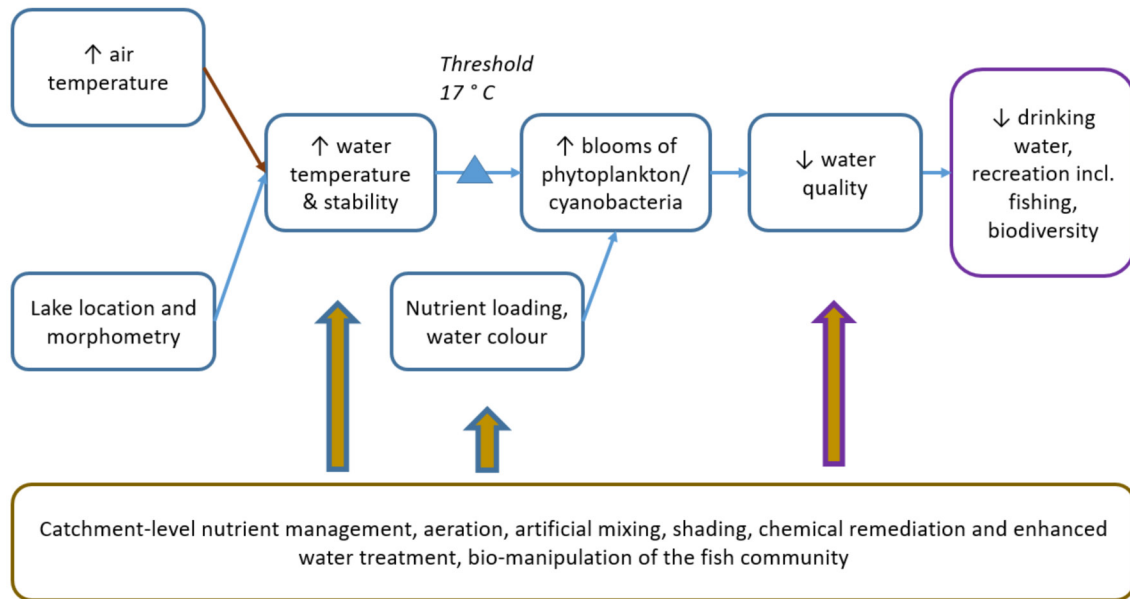 ↑ air
temperature
Threshold
17 ° C
↑ water
temperature
& stability
↑ blooms of
phytoplankton/
cyanobacteria
↓ water
quality
↓ drinking
water,
recreation incl.
fishing,
biodiversity
Lake location and
morphometry
Nutrient loading,
water colour
Catchment-level nutrient management, aeration, artificial mixing, shading, chemical remediation and enhanced
water treatment, bio-manipulation of the fish community